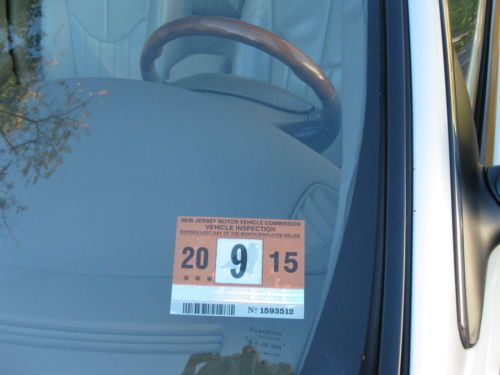 NEW JERSEY MOTOR VEHICLE COMMISSION
VEHICLE INSPECTION
EXPIRES LAST DAY OF THE MONTH DISPLAYED BELOW
20 9 15
No 1593512
PILKINGTON